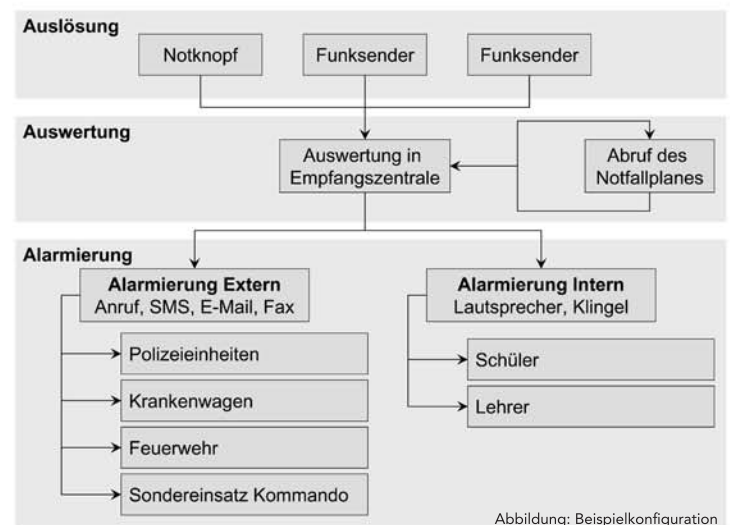 Auslösung
Notknopf
Funksender
Funksender
Auswertung
Auswertung in
Empfangszentrale
Abruf des
Notfallplanes
Alarmierung
Alarmierung Extern
Anruf, SMS, E-Mail, Fax
Polizeieinheiten
Krankenwagen
Feuerwehr
Sondereinsatz Kommando
Alarmierung Intern
Lautsprecher, Klingel
Schüler
Lehrer
Abbildung: Beispielkonfiguration